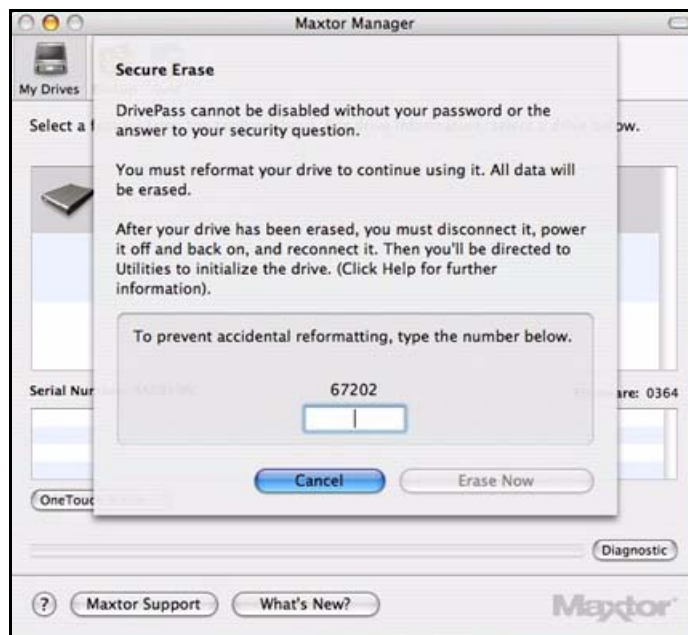 Maxtor Manager
My Drives
Secure Erase
DrivePass cannot be disabled without your password or the
answer to your security question.
Select a
ow.
You must reformat your drive to continue using it. All data will
be erased.
After your drive has been erased, you must disconnect it, power
it off and back on, and reconnect it. Then you'll be directed to
Utilities to initialize the drive. (Click Help for further
information).
To prevent accidental reformatting, type the number below.
67202
Serial Nu
are: 0364
Cancel
Erase Now
OneTouc
Diagnostic
?
Maxtor Support
What's New?
Maxtor